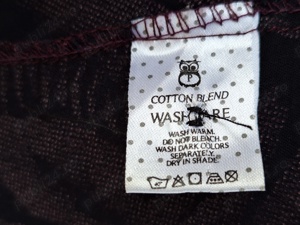 P
COTTON BLEND
WASH CARE
WASH WARM.
DO NOT BLEACH.
WASH DARK COLORS
SEPARATELY.
DRY IN SHADE.